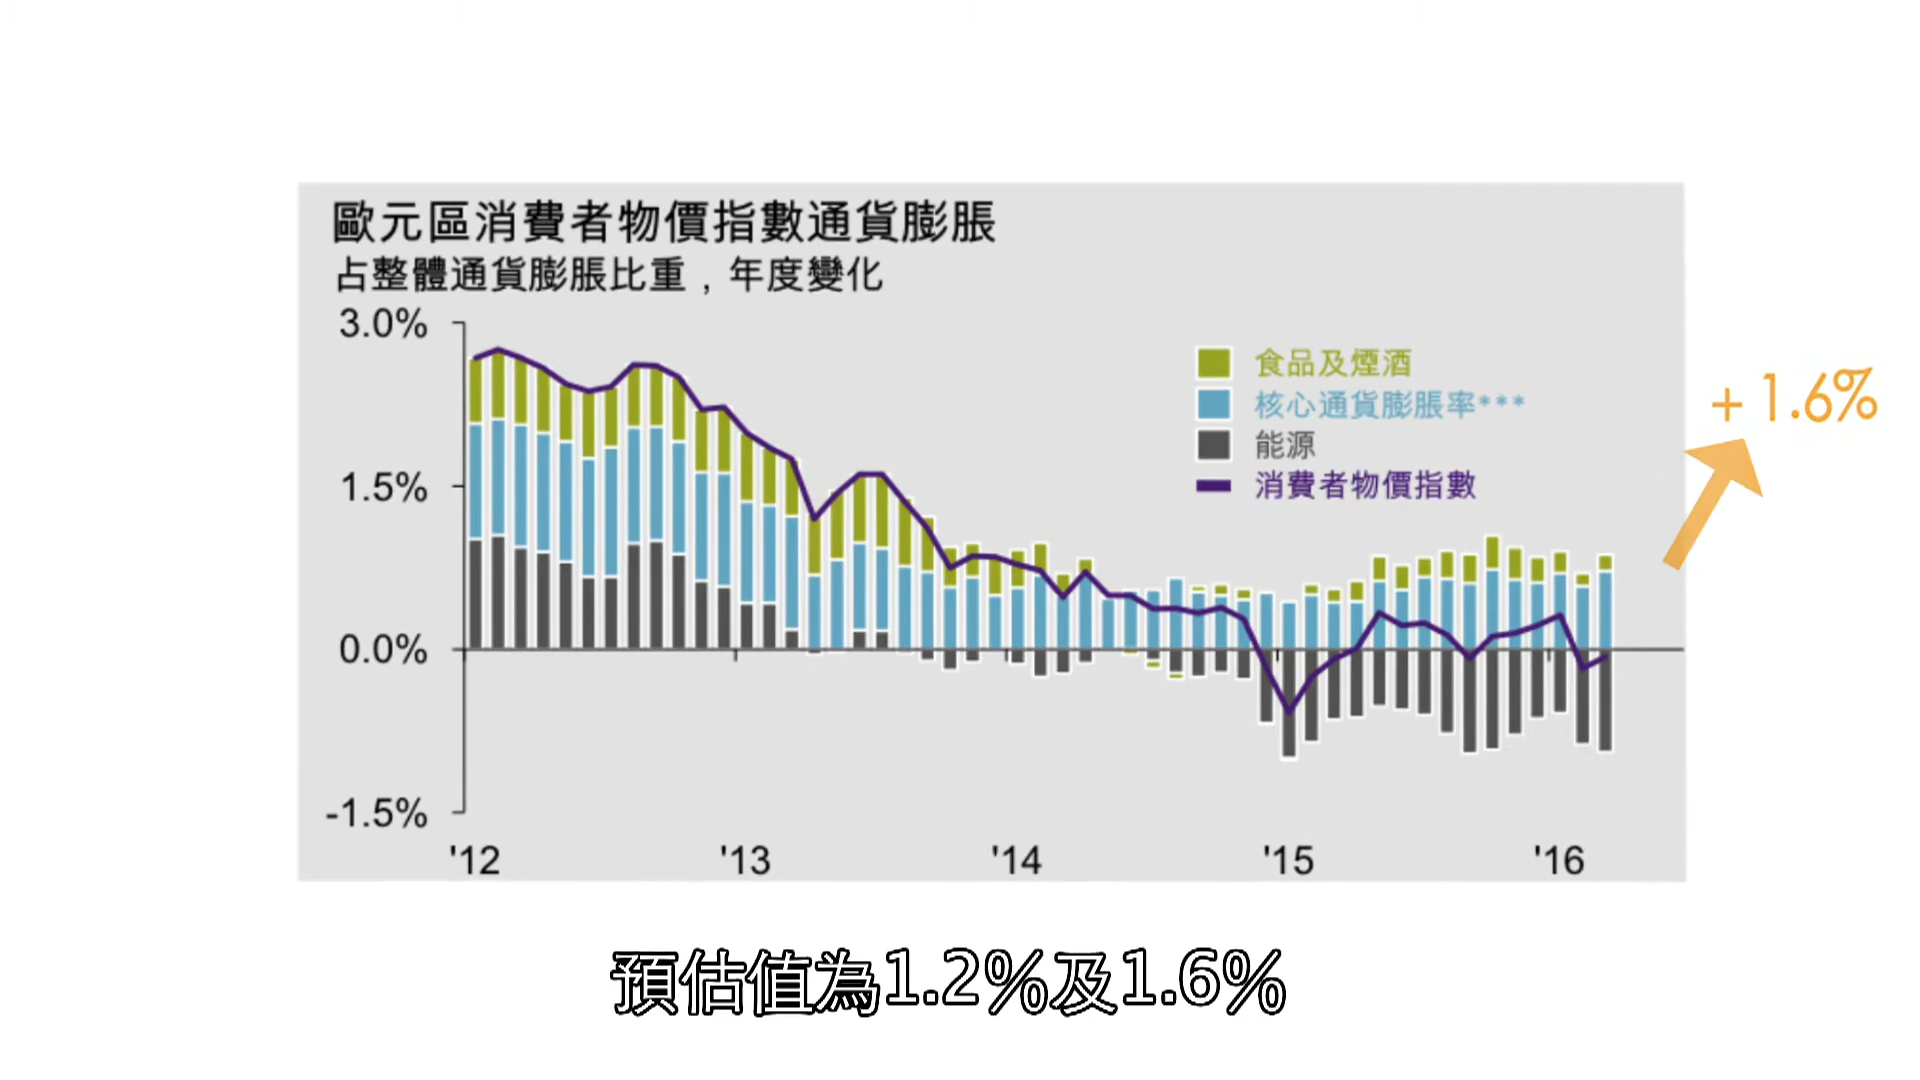 歐元區消費者物價指數通貨膨脹
占整體通貨膨脹比重，年度變化
3.0%
1.5%
0.0%
-1.5%
食品及煙酒
核心通貨膨脹率***
能源
消費者物價指數
+ 1.6%
'12 '13 '14 '15 '16
預估值為1.2%及1.6%